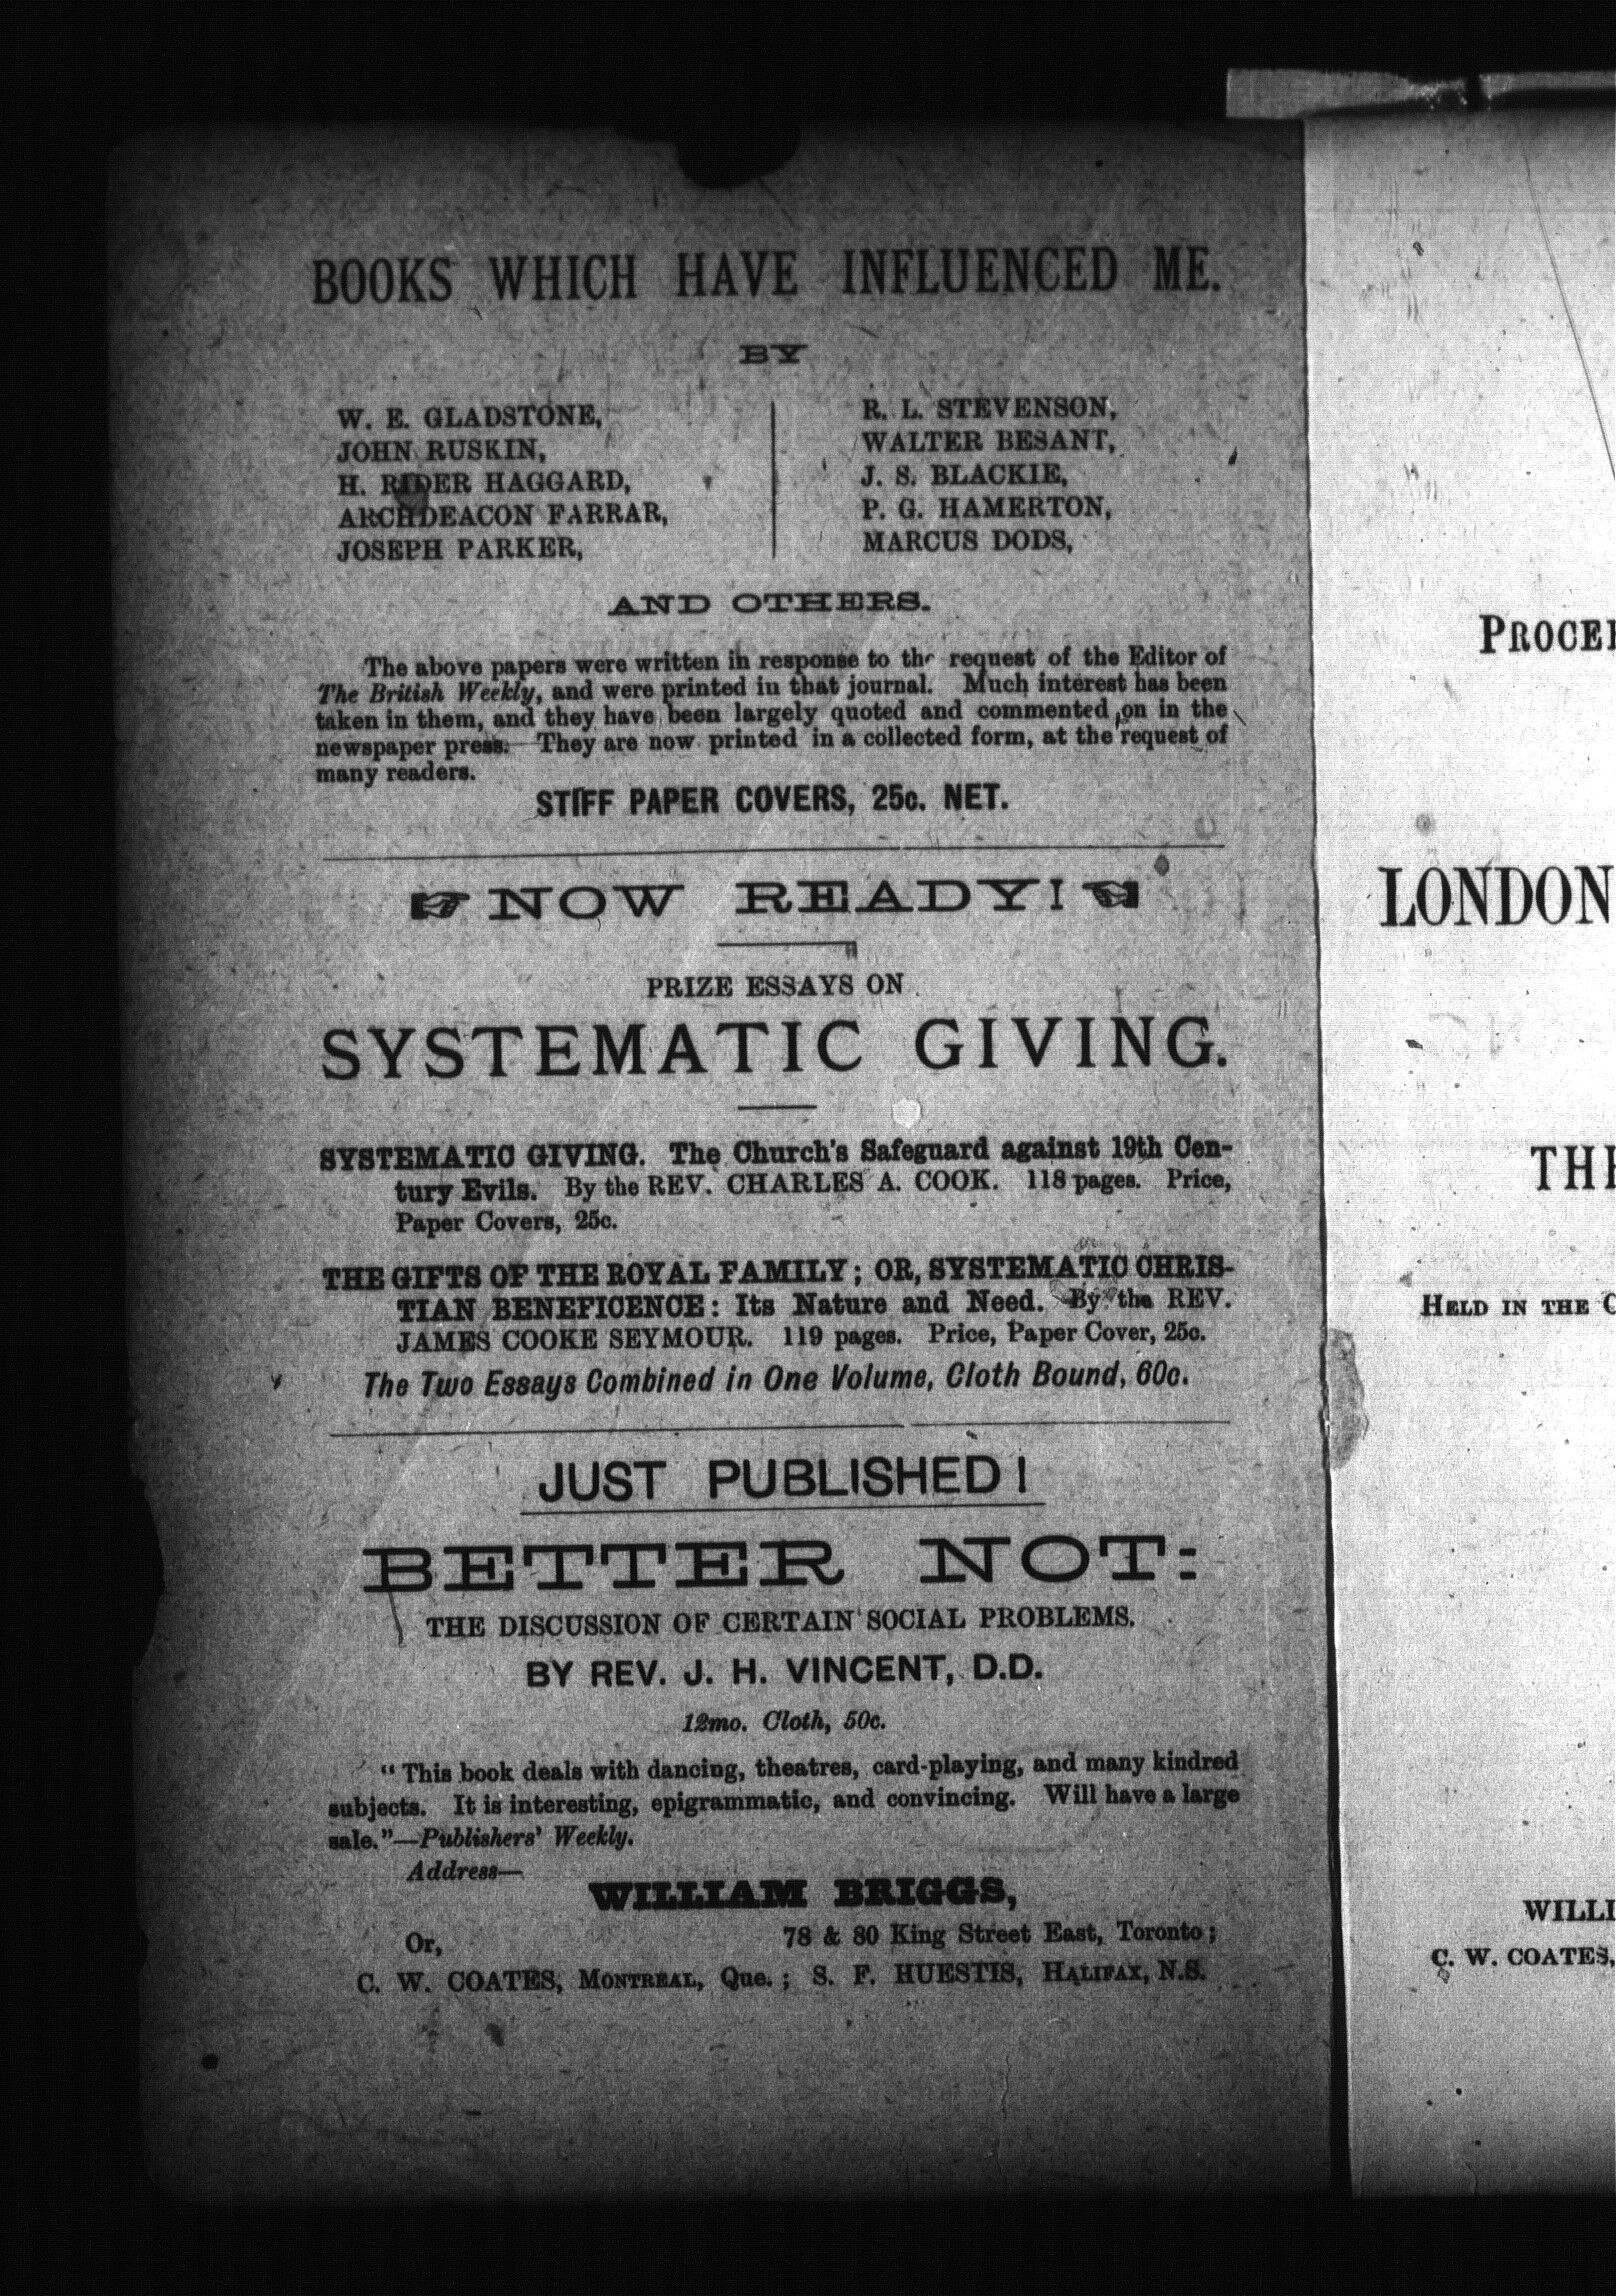 BOOKS WHICH HAVE INFLUENCED ME.
BY
W. E. GLADSTONE,
JOHN RUSKIN,
H. RIDER HAGGARD,
ARCHDEACON FARRAR,
JOSEPH PARKER,
R. L. STEVENSON,
WALTER BESANT,
J. S. BLACKIE,
P. G. HAMERTON,
MARCUS DODS,
AND OTHERS.
The above papers were written in response to the request of the Editor of
The British Weekly, and were printed in that journal. Much interest has been
taken in them, and they have been largely quoted and commented on in the
newspaper press. They are now printed in a collected form, at the request of
many readers.
STIFF PAPER COVERS, 25c. NET.
☞ NOW READY! ☜
PRIZE ESSAYS ON
SYSTEMATIC GIVING.
SYSTEMATIC GIVING. The Church's Safeguard against 19th Cen-
tury Evils. By the REV. CHARLES A. COOK. 118 pages. Price,
Paper Covers, 25c.
THE GIFTS OF THE ROYAL FAMILY; OR, SYSTEMATIC CHRIS-
TIAN BENEFICENCE: Its Nature and Need. By the REV.
JAMES COOKE SEYMOUR. 119 pages. Price, Paper Cover, 25c.
The Two Essays Combined in One Volume, Cloth Bound, 60c.
JUST PUBLISHED!
BETTER NOT:
THE DISCUSSION OF CERTAIN SOCIAL PROBLEMS.
BY REV. J. H. VINCENT, D.D.
12mo. Cloth, 50c.
"This book deals with dancing, theatres, card-playing, and many kindred
subjects. It is interesting, epigrammatic, and convincing. Will have a large
sale."—Publishers' Weekly.
Address—
WILLIAM BRIGGS,
78 & 80 King Street East, Toronto;
Or,
C. W. COATES, MONTREAL, Que.; S. F. HUESTIS, HALIFAX, N.S.
LONDON
HELD IN THE
C. W. COATES,